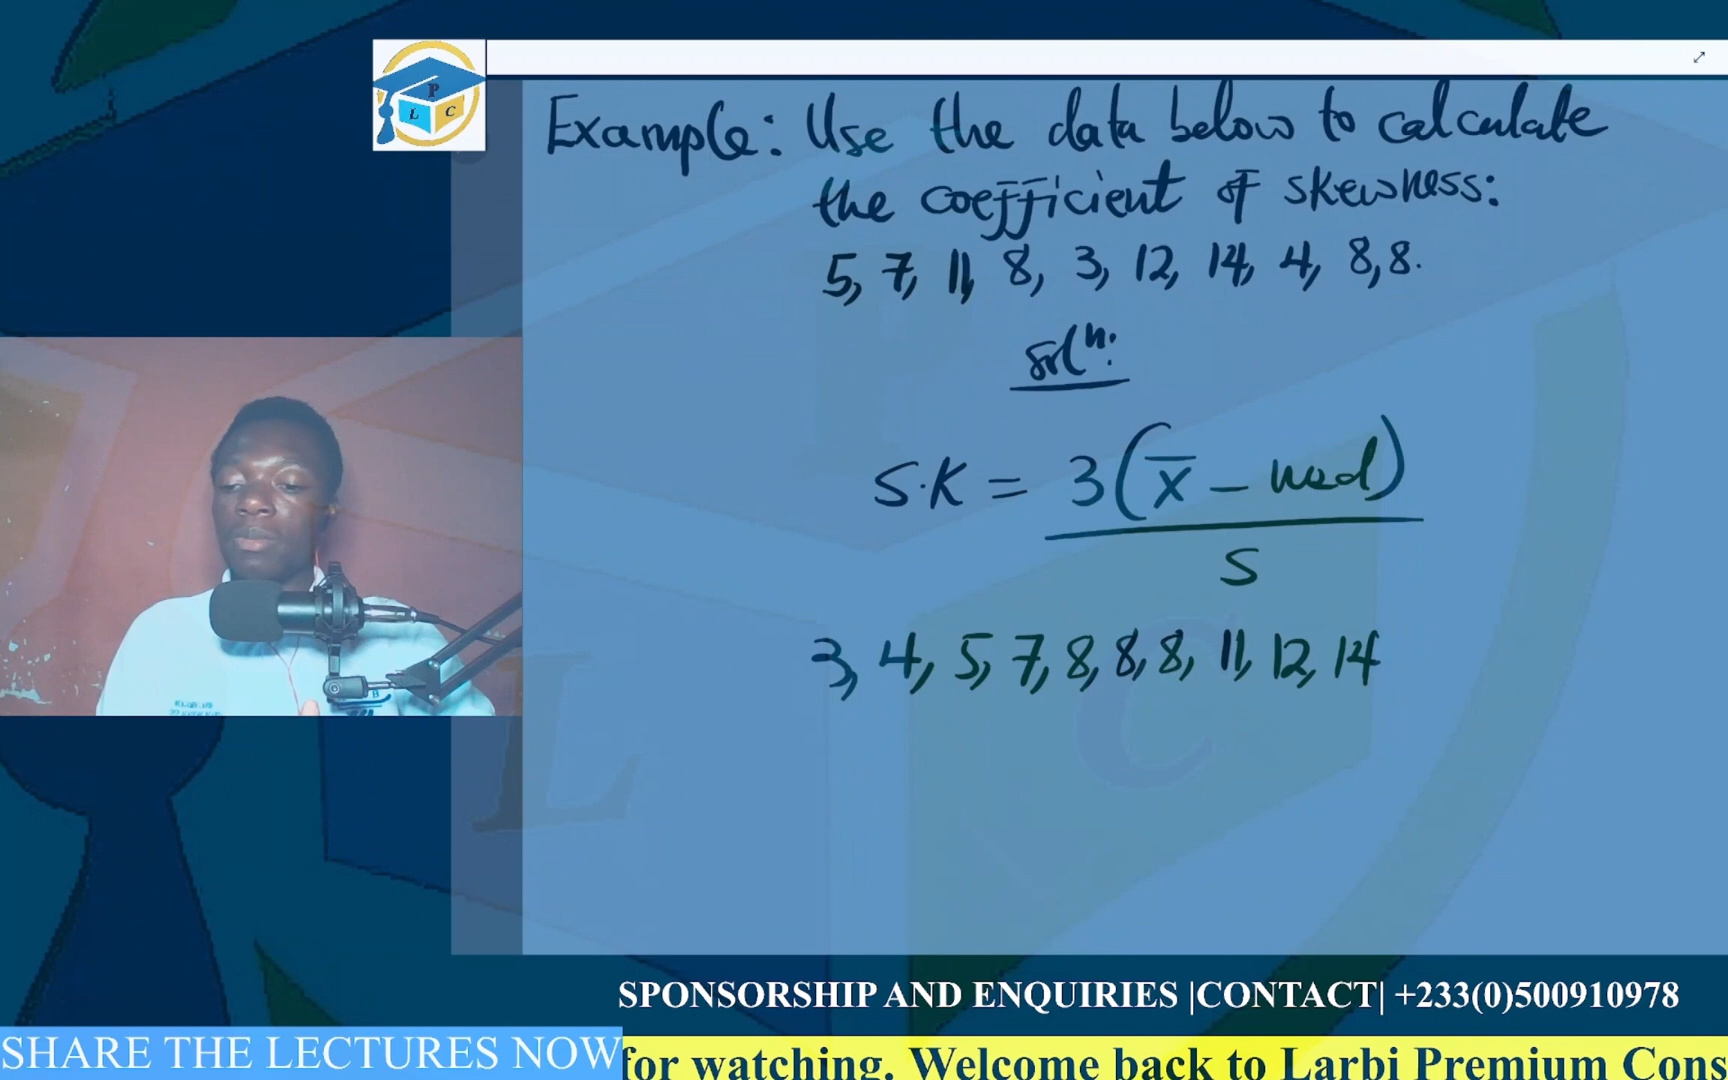 P
L C
Example: Use the data below to calculate
the coefficient of skewness:
5, 7, 11, 8, 3, 12, 14, 4, 8, 8.
solⁿ:
S.K = 3(x̄ - med)
S
3, 4, 5, 7, 8, 8, 8, 11, 12, 14
SPONSORSHIP AND ENQUIRIES |CONTACT| +233(0)500910978
SHARE THE LECTURES NOW
for watching. Welcome back to Larbi Premium Cons